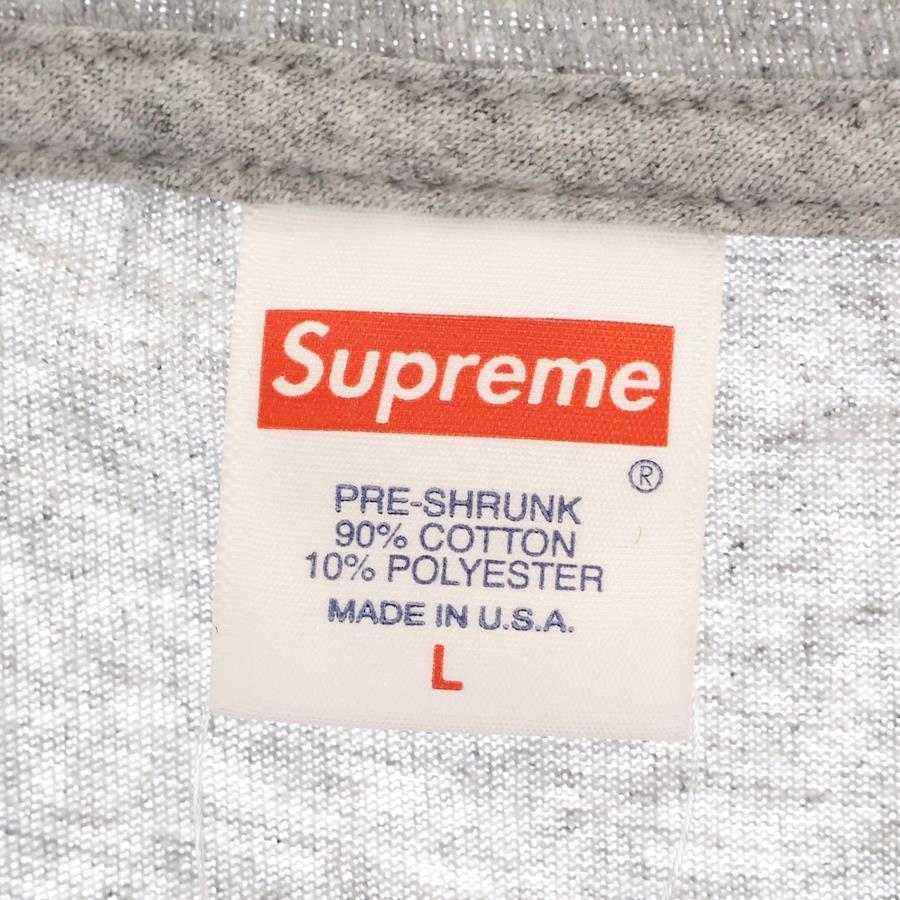 Supreme
®
PRE-SHRUNK
90% COTTON
10% POLYESTER
MADE IN U.S.A.
L